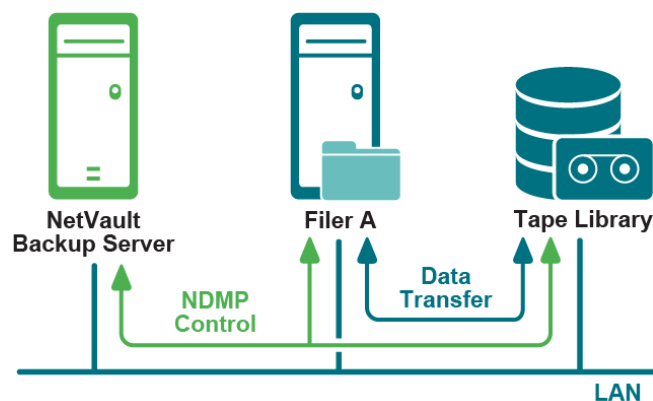 NetVault
Backup Server
Filer A
Tape Library
NDMP
Control
Data
Transfer
LAN